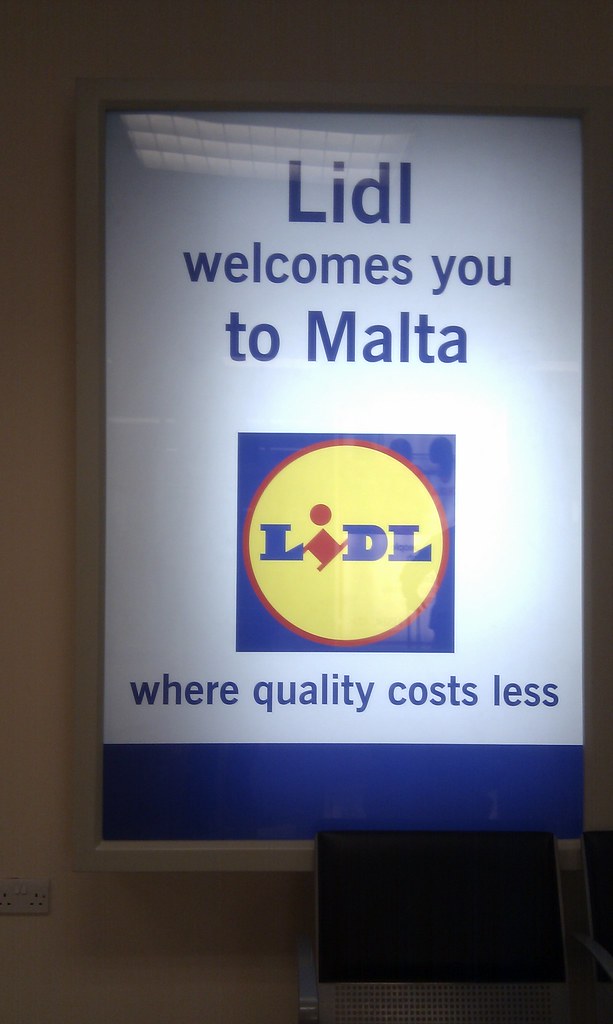 Lidl
welcomes you
to Malta
LiDL
where quality costs less